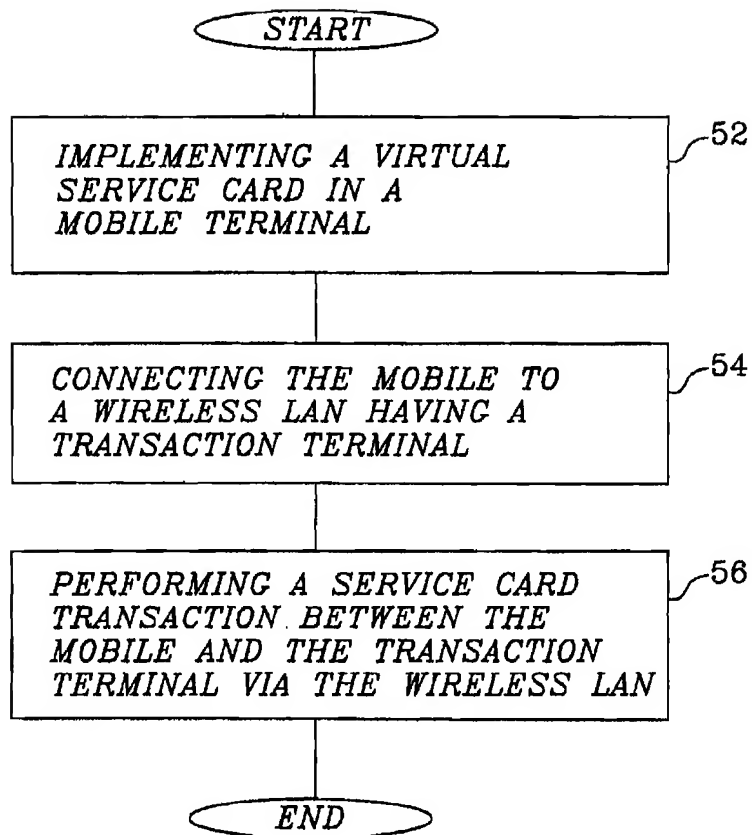 START
52
IMPLEMENTING A VIRTUAL
SERVICE CARD IN A
MOBILE TERMINAL
54
CONNECTING THE MOBILE TO
A WIRELESS LAN HAVING A
TRANSACTION TERMINAL
56
PERFORMING A SERVICE CARD
TRANSACTION BETWEEN THE
MOBILE AND THE TRANSACTION
TERMINAL VIA THE WIRELESS LAN
END